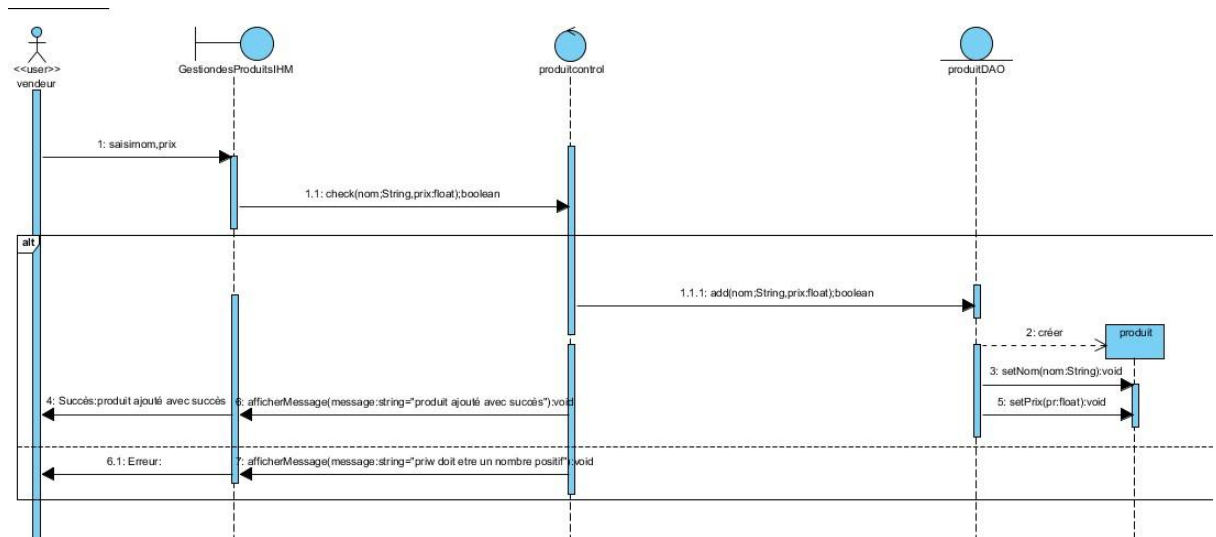 <<user>>
vendeur
GestiondesProduitsIHM
produitcontrol
produitDAO
1: saisirnom,prix
1.1: check(nom;String,prix:float);boolean
alt
1.1.1: add(nom;String,prix:float);boolean
2: créer
produit
3: setNom(nom:String):void
4: Succès:produit ajouté avec succès
6: afficherMessage(message:string="produit ajouté avec succès"):void
5: setPrix(pr:float):void
6.1: Erreur:
7: afficherMessage(message:string="priw doit etre un nombre positif"):void